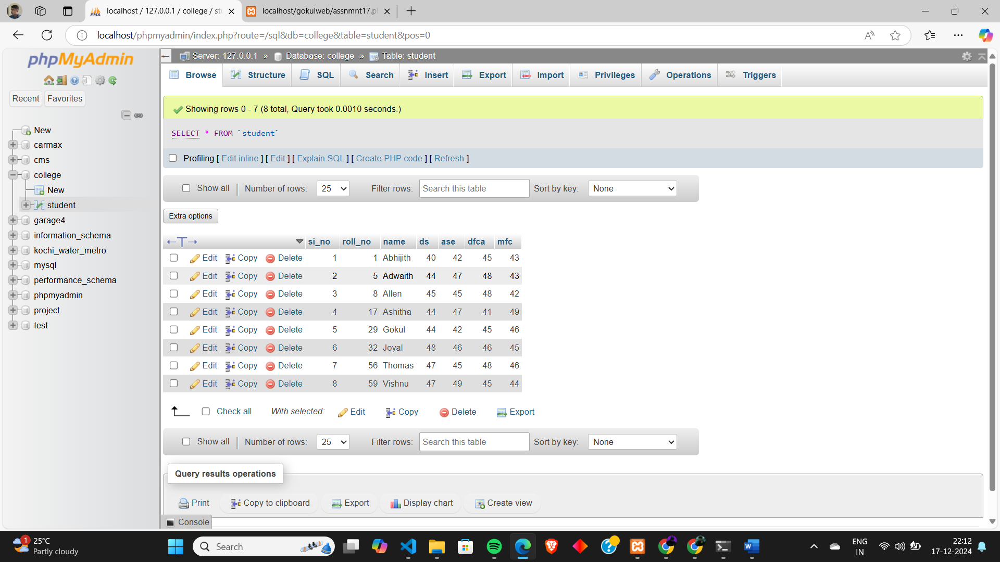 localhost / 127.0.0.1 / college / stu
localhost/gokulweb/assnmnt17.p
localhost/phpmyadmin/index.php?route=/sql&db=college&table=student&pos=0
phpMyAdmin
Recent Favorites
New
carmax
cms
college
New
student
garage4
information_schema
kochi_water_metro
mysql
performance_schema
phpmyadmin
project
test
Server: 127.0.0.1 » Database: college » Table: student
Browse Structure SQL Search Insert Export Import Privileges Operations Triggers
Showing rows 0 - 7 (8 total, Query took 0.0010 seconds.)
SELECT * FROM `student`
Profiling [ Edit inline ] [ Edit ] [ Explain SQL ] [ Create PHP code ] [ Refresh ]
Show all Number of rows: 25 Filter rows: Search this table Sort by key: None
Extra options
si_no roll_no name ds ase dfca mfc
Edit Copy Delete 1 1 Abhijith 40 42 45 43
Edit Copy Delete 2 5 Adwaith 44 47 48 43
Edit Copy Delete 3 8 Allen 45 45 48 42
Edit Copy Delete 4 17 Ashitha 44 47 41 49
Edit Copy Delete 5 29 Gokul 44 42 45 46
Edit Copy Delete 6 32 Joyal 48 46 46 45
Edit Copy Delete 7 56 Thomas 47 45 48 46
Edit Copy Delete 8 59 Vishnu 47 49 45 44
Check all With selected: Edit Copy Delete Export
Show all Number of rows: 25 Filter rows: Search this table Sort by key: None
Query results operations
Print Copy to clipboard Export Display chart Create view
Console
1
25°C
Partly cloudy
Search
ENG
IN
22:12
17-12-2024